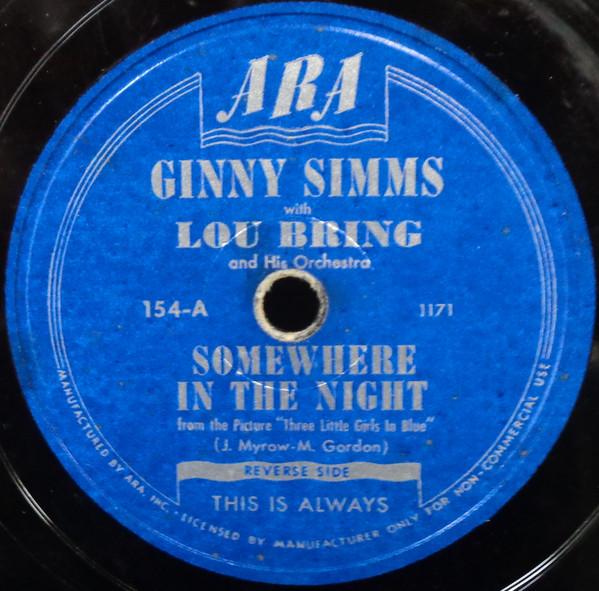 ARA
GINNY SIMMS
with
LOU BRING
and His Orchestra
154-A
1171
SOMEWHERE
IN THE NIGHT
from the Picture "Three Little Girls In Blue"
(J. Myrow-M. Gordon)
REVERSE SIDE
THIS IS ALWAYS
MANUFACTURED BY ARA, INC. · LICENSED BY MANUFACTURER ONLY FOR NON-COMMERCIAL USE